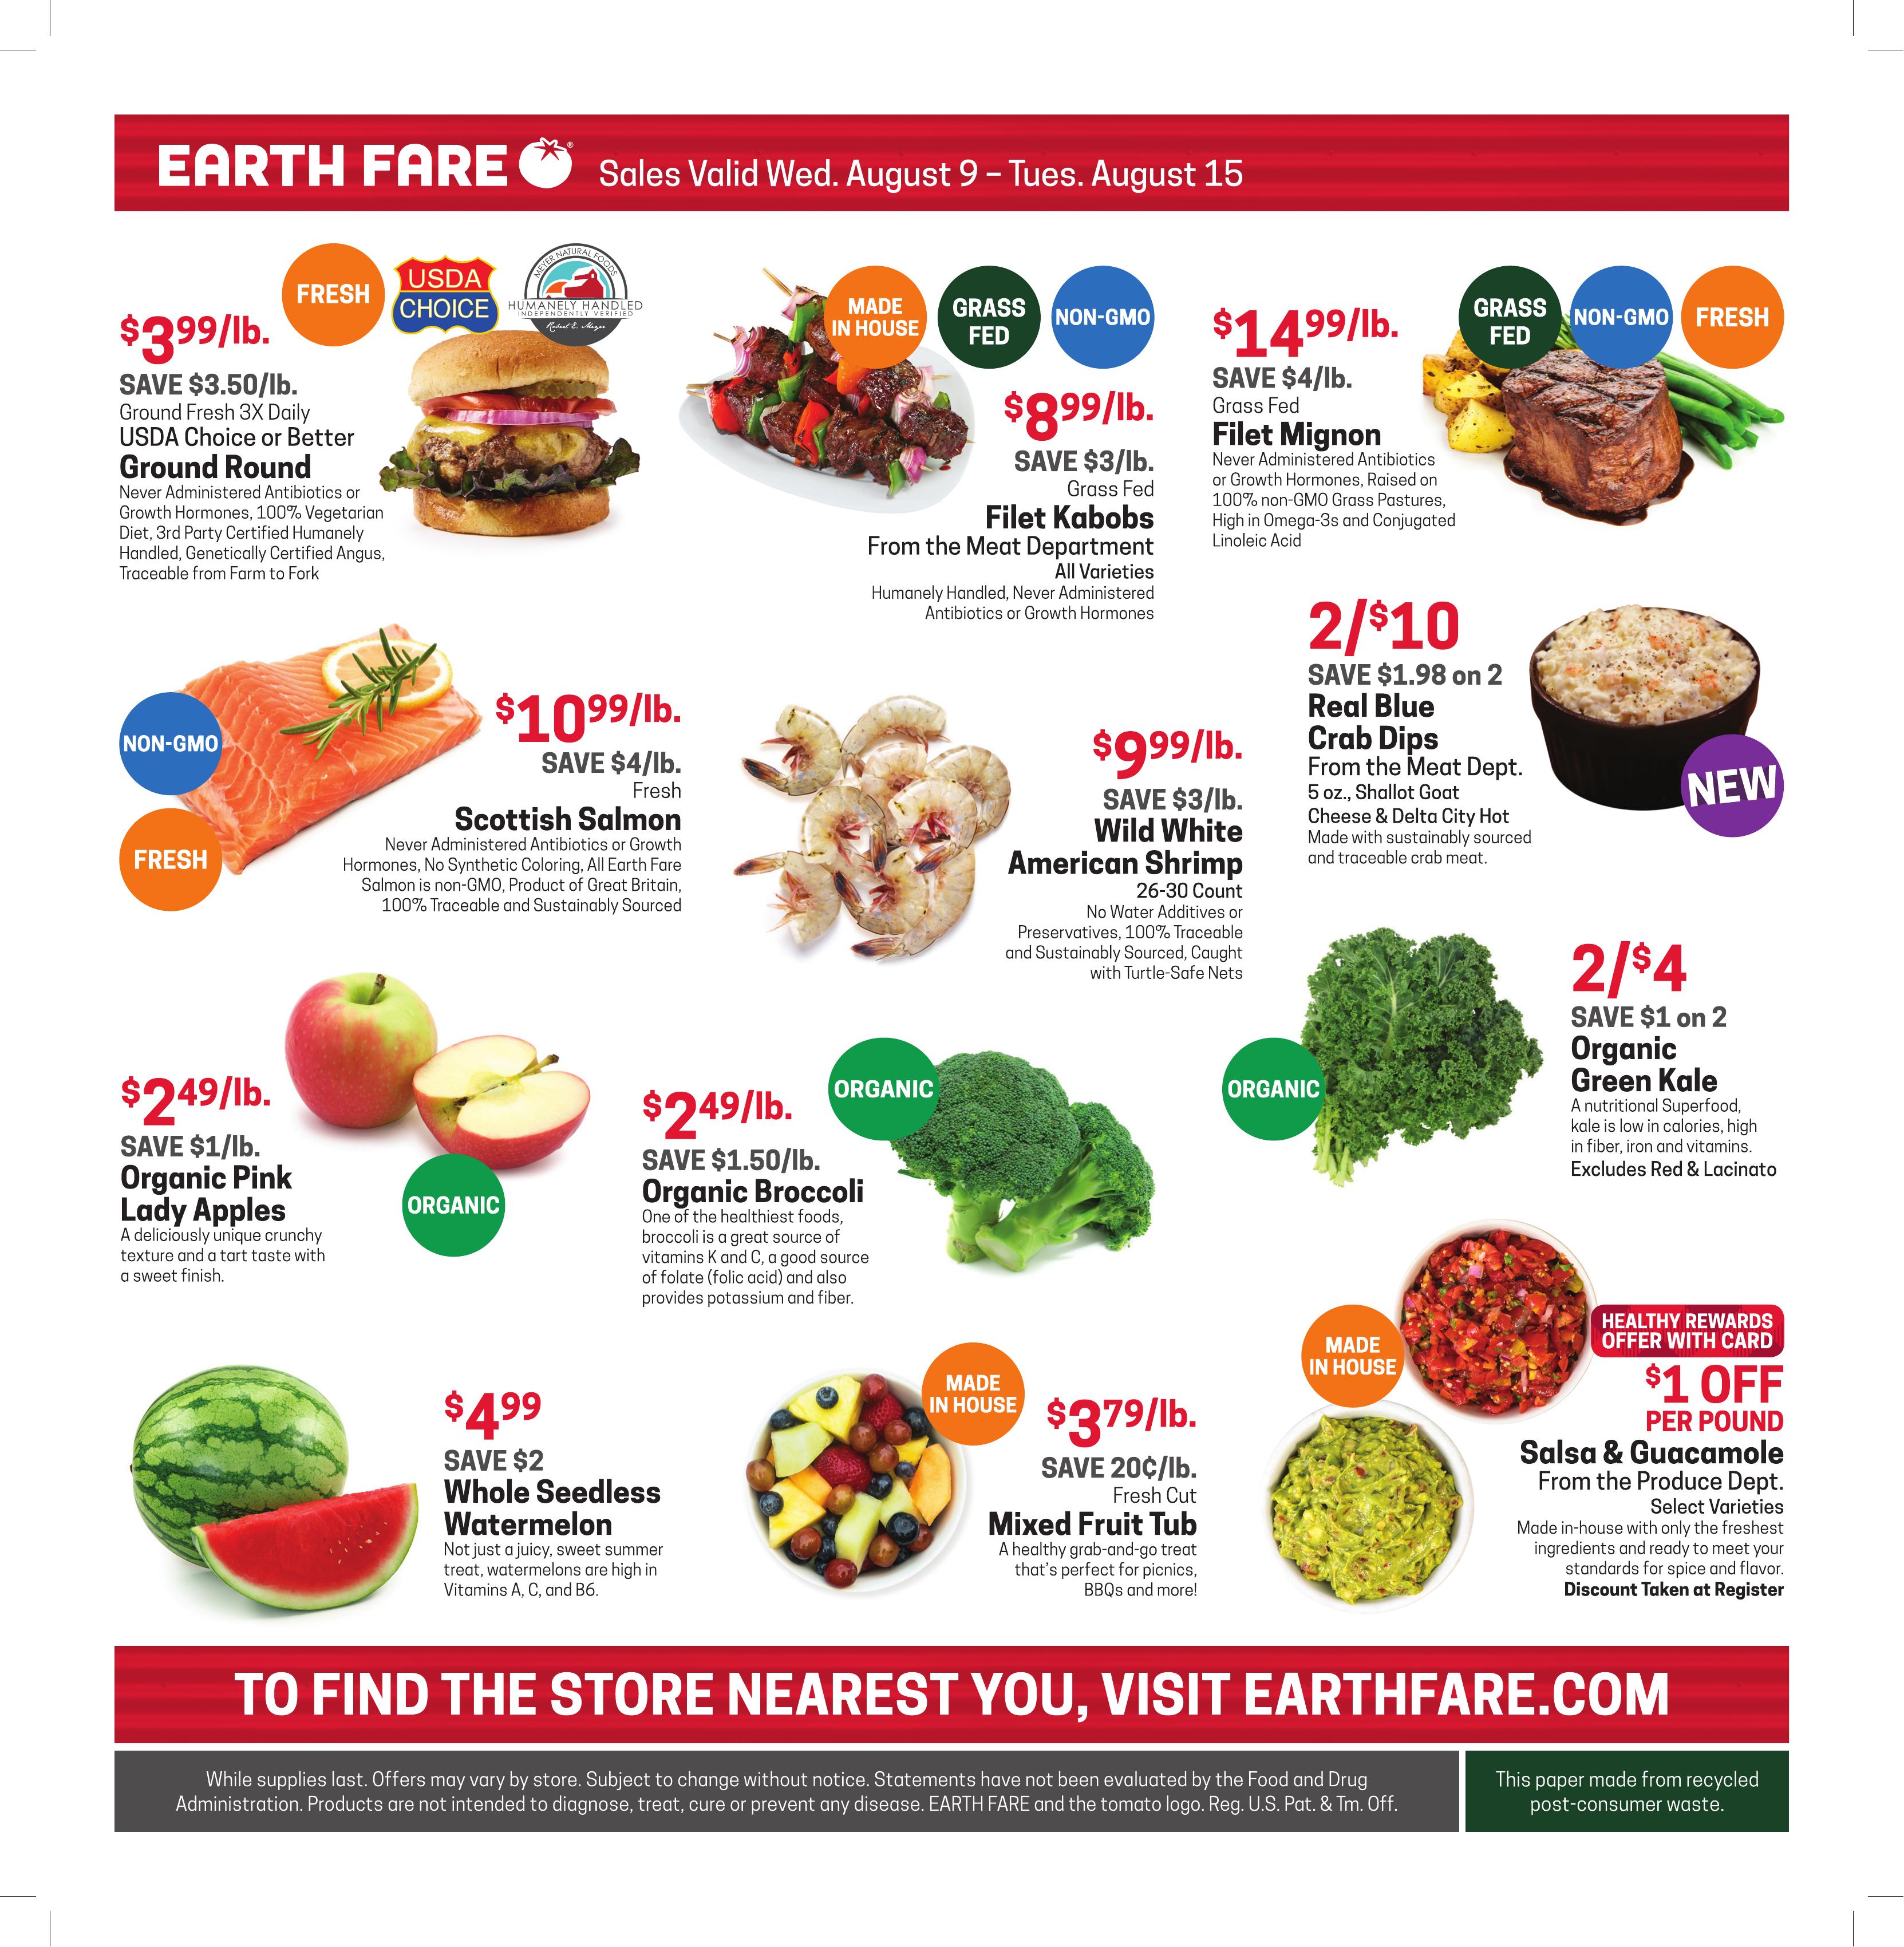 EARTH FARE ® Sales Valid Wed. August 9 – Tues. August 15
FRESH
USDA
CHOICE
MEYER NATURAL FOODS
HUMANELY HANDLED
INDEPENDENTLY VERIFIED
Robert E. Meyer
$399/lb.
SAVE $3.50/lb.
Ground Fresh 3X Daily
USDA Choice or Better
Ground Round
Never Administered Antibiotics or
Growth Hormones, 100% Vegetarian
Diet, 3rd Party Certified Humanely
Handled, Genetically Certified Angus,
Traceable from Farm to Fork
MADE
IN HOUSE
GRASS
FED
NON-GMO
$899/lb.
SAVE $3/lb.
Grass Fed
Filet Kabobs
From the Meat Department
All Varieties
Humanely Handled, Never Administered
Antibiotics or Growth Hormones
GRASS
FED
NON-GMO
FRESH
$1499/lb.
SAVE $4/lb.
Grass Fed
Filet Mignon
Never Administered Antibiotics
or Growth Hormones, Raised on
100% non-GMO Grass Pastures,
High in Omega-3s and Conjugated
Linoleic Acid
NON-GMO
FRESH
$1099/lb.
SAVE $4/lb.
Fresh
Scottish Salmon
Never Administered Antibiotics or Growth
Hormones, No Synthetic Coloring, All Earth Fare
Salmon is non-GMO, Product of Great Britain,
100% Traceable and Sustainably Sourced
$999/lb.
SAVE $3/lb.
Wild White
American Shrimp
26-30 Count
No Water Additives or
Preservatives, 100% Traceable
and Sustainably Sourced, Caught
with Turtle-Safe Nets
2/$10
SAVE $1.98 on 2
Real Blue
Crab Dips
From the Meat Dept.
5 oz., Shallot Goat
Cheese & Delta City Hot
Made with sustainably sourced
and traceable crab meat.
NEW
$249/lb.
SAVE $1/lb.
Organic Pink
Lady Apples
A deliciously unique crunchy
texture and a tart taste with
a sweet finish.
ORGANIC
$249/lb.
SAVE $1.50/lb.
Organic Broccoli
One of the healthiest foods,
broccoli is a great source of
vitamins K and C, a good source
of folate (folic acid) and also
provides potassium and fiber.
ORGANIC
ORGANIC
2/$4
SAVE $1 on 2
Organic
Green Kale
A nutritional Superfood,
kale is low in calories, high
in fiber, iron and vitamins.
Excludes Red & Lacinato
$499
SAVE $2
Whole Seedless
Watermelon
Not just a juicy, sweet summer
treat, watermelons are high in
Vitamins A, C, and B6.
MADE
IN HOUSE
$379/lb.
SAVE 20¢/lb.
Fresh Cut
Mixed Fruit Tub
A healthy grab-and-go treat
that's perfect for picnics,
BBQs and more!
MADE
IN HOUSE
HEALTHY REWARDS
OFFER WITH CARD
$1 OFF
PER POUND
Salsa & Guacamole
From the Produce Dept.
Select Varieties
Made in-house with only the freshest
ingredients and ready to meet your
standards for spice and flavor.
Discount Taken at Register
TO FIND THE STORE NEAREST YOU, VISIT EARTHFARE.COM
While supplies last. Offers may vary by store. Subject to change without notice. Statements have not been evaluated by the Food and Drug
Administration. Products are not intended to diagnose, treat, cure or prevent any disease. EARTH FARE and the tomato logo. Reg. U.S. Pat. & Tm. Off.
This paper made from recycled
post-consumer waste.